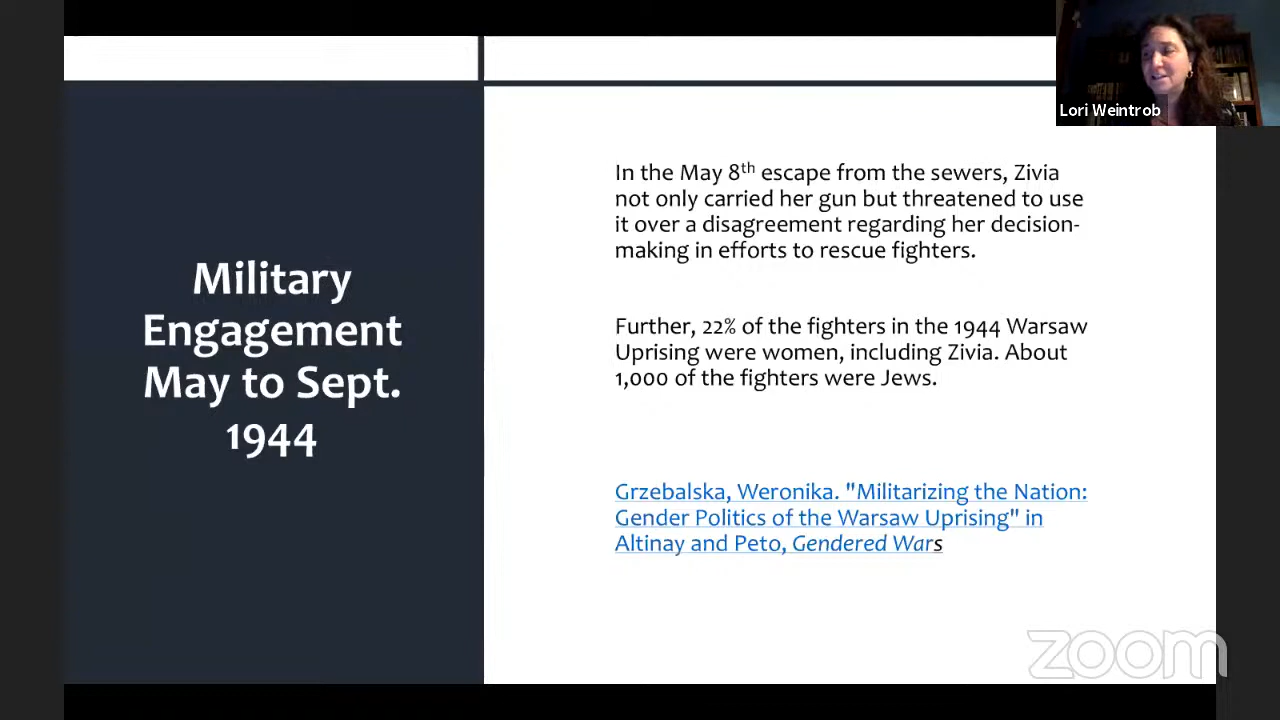 Lori Weintrob
Military
Engagement
May to Sept.
1944
In the May 8th escape from the sewers, Zivia
not only carried her gun but threatened to use
it over a disagreement regarding her decision-
making in efforts to rescue fighters.
Further, 22% of the fighters in the 1944 Warsaw
Uprising were women, including Zivia. About
1,000 of the fighters were Jews.
Grzebalska, Weronika. "Militarizing the Nation:
Gender Politics of the Warsaw Uprising" in
Altinay and Peto, Gendered Wars
zoom